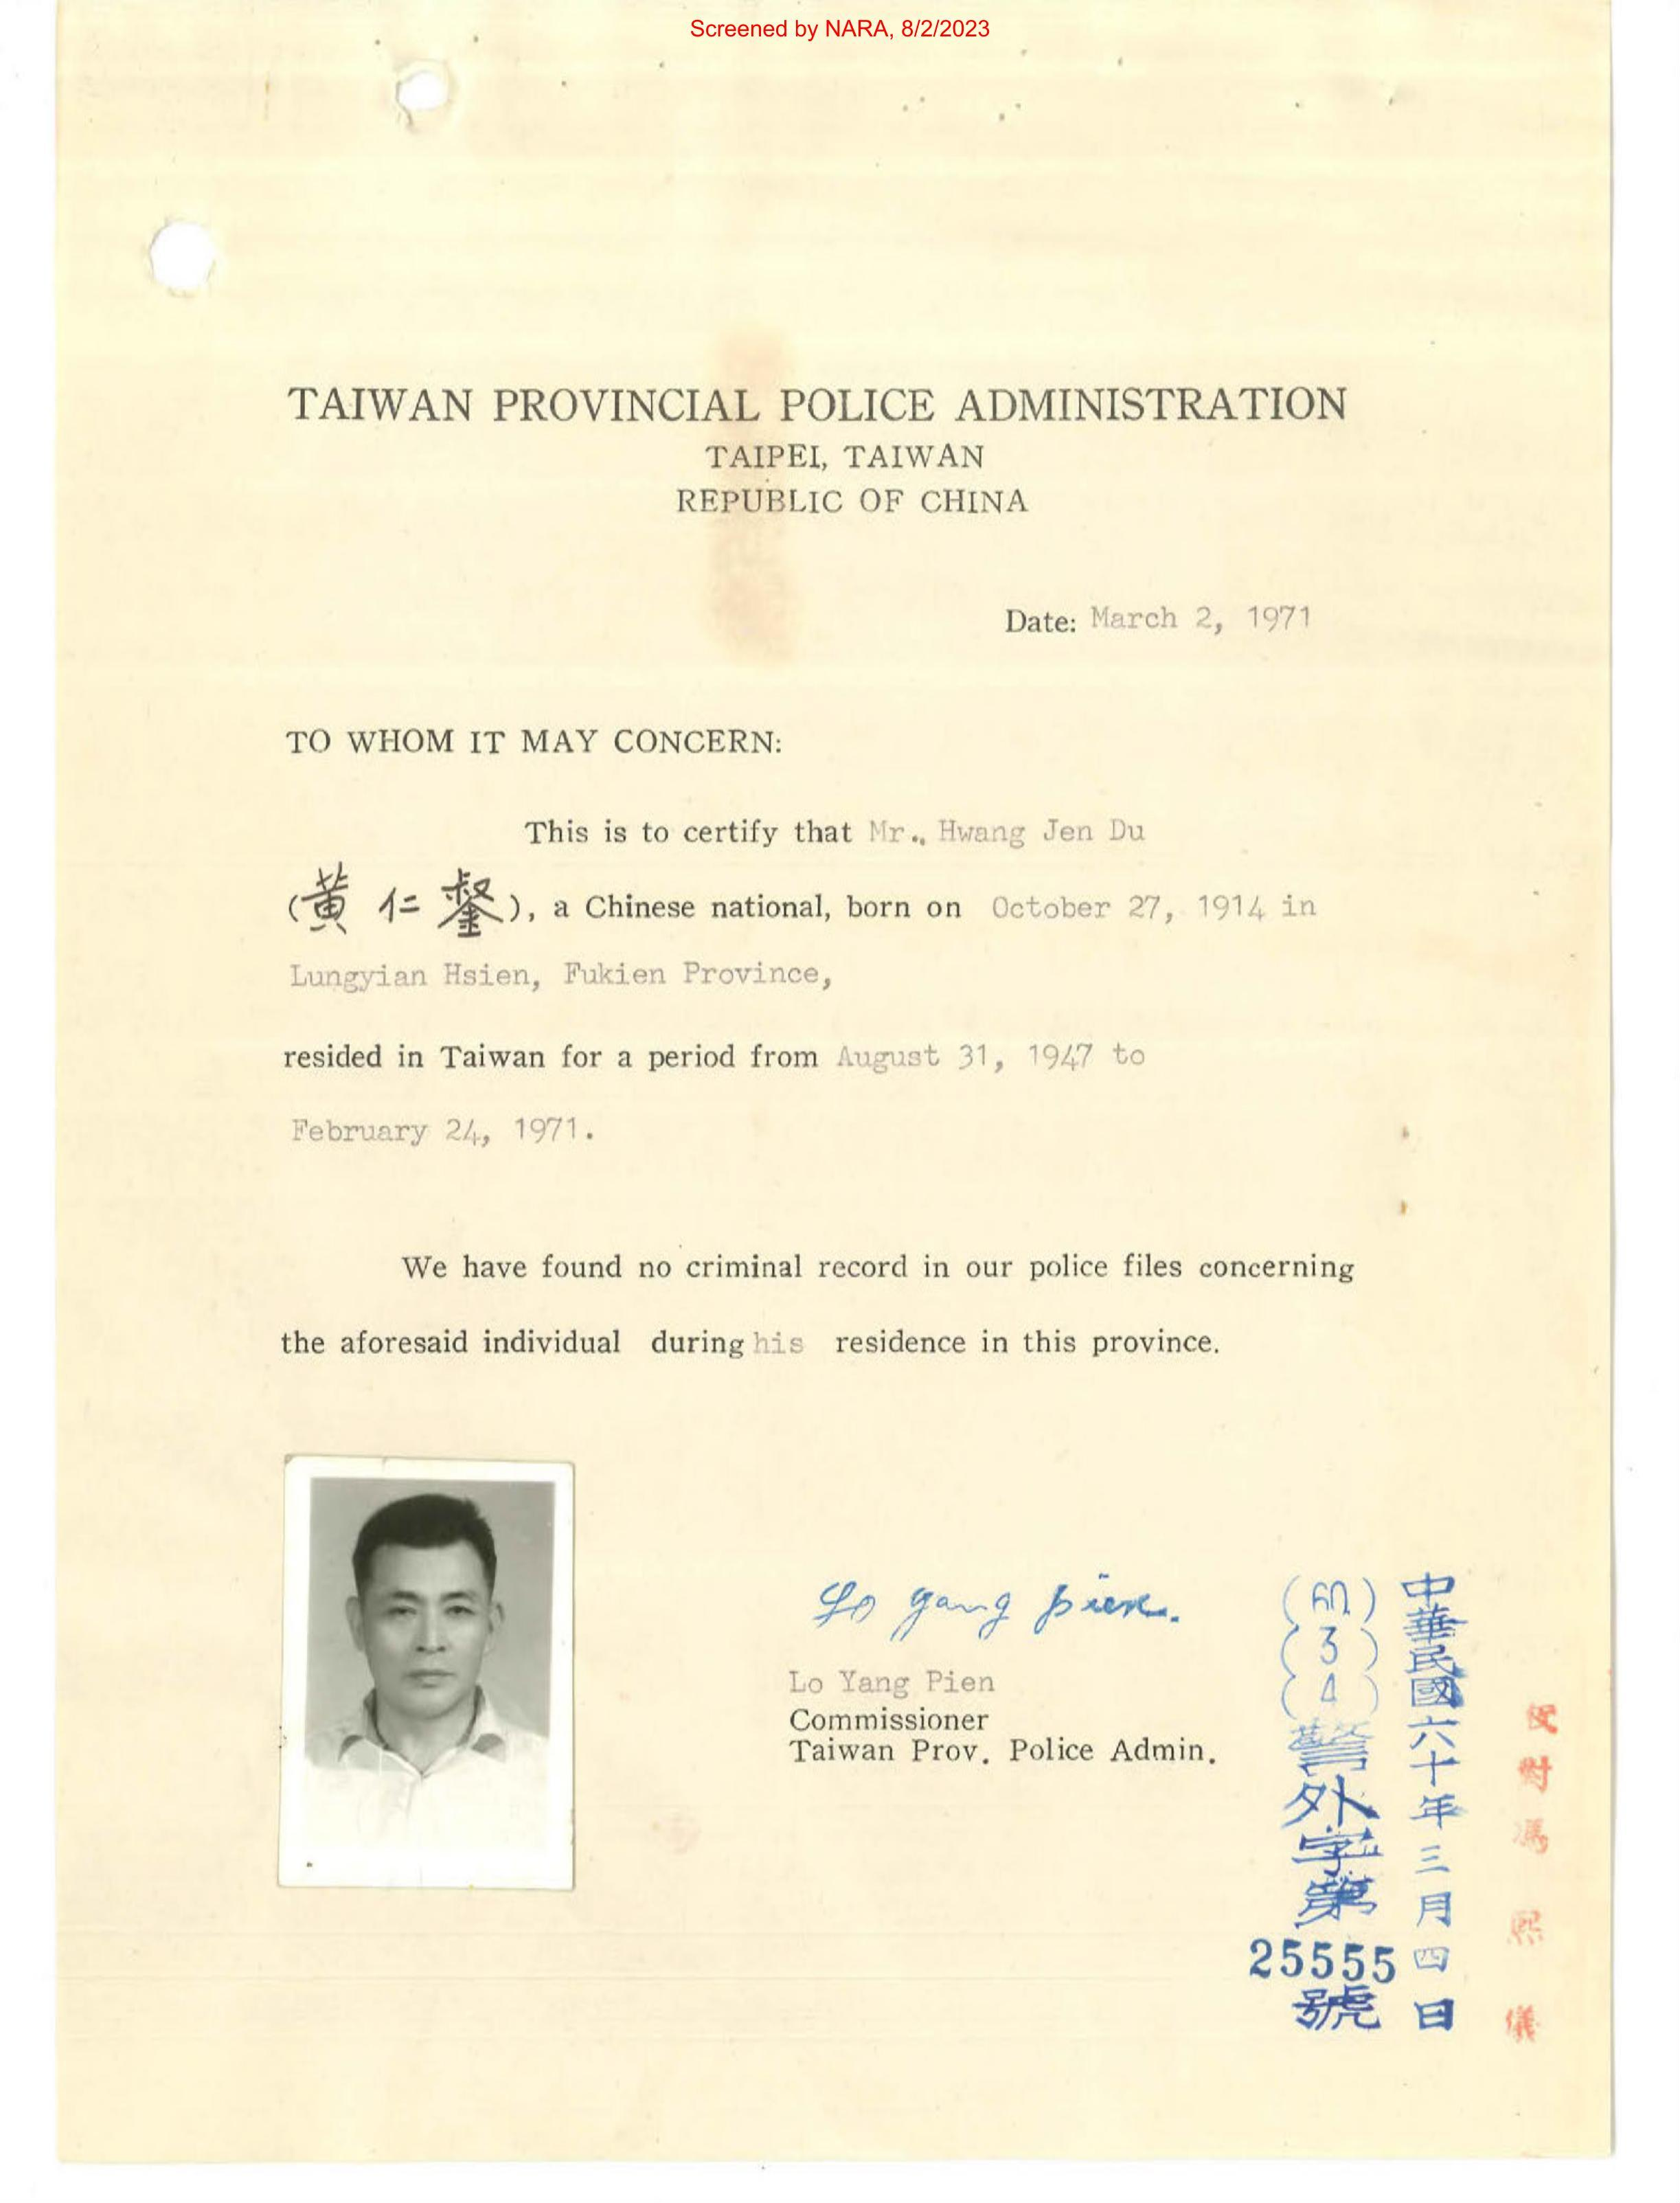 Screened by NARA, 8/2/2023
TAIWAN PROVINCIAL POLICE ADMINISTRATION
TAIPEI, TAIWAN
REPUBLIC OF CHINA
Date: March 2, 1971
TO WHOM IT MAY CONCERN:
This is to certify that Mr., Hwang Jen Du
(黃 仁 ), a Chinese national, born on October 27, 1914 in
Lungyian Hsien, Fukien Province,
resided in Taiwan for a period from August 31, 1947 to
February 24, 1971.
We have found no criminal record in our police files concerning
the aforesaid individual during his residence in this province.
Lo yang pien.
Lo Yang Pien
Commissioner
Taiwan Prov. Police Admin.
中華民國六十年三月四日
(60)(3)(4)警外字第25555號
校對馮熙儀